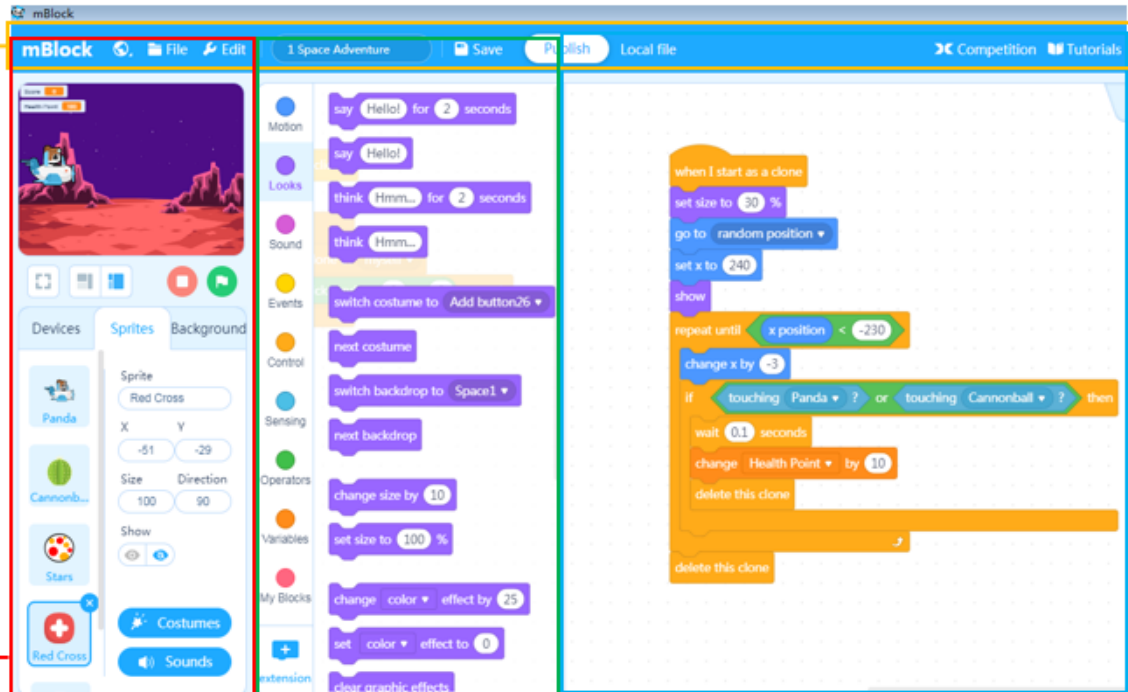 mBlock
mBlock File Edit 1 Space Adventure Save Publish Local file Competition Tutorials
Score
Health Point
Devices Sprites Background
Panda
Cannonb...
Stars
Red Cross
Sprite
Red Cross
X Y
-51 -29
Size Direction
100 90
Show
Costumes
Sounds
Motion
Looks
Sound
Events
Control
Sensing
Operators
Variables
My Blocks
extension
say Hello! for 2 seconds
say Hello!
think Hmm... for 2 seconds
think Hmm...
switch costume to Add button26
next costume
switch backdrop to Space1
next backdrop
change size by 10
set size to 100 %
change color effect by 25
set color effect to 0
clear graphic effects
when I start as a clone
set size to 30 %
go to random position
set x to 240
show
repeat until x position < -230
change x by -3
if touching Panda ? or touching Cannonball ? then
wait 0.1 seconds
change Health Point by 10
delete this clone
delete this clone